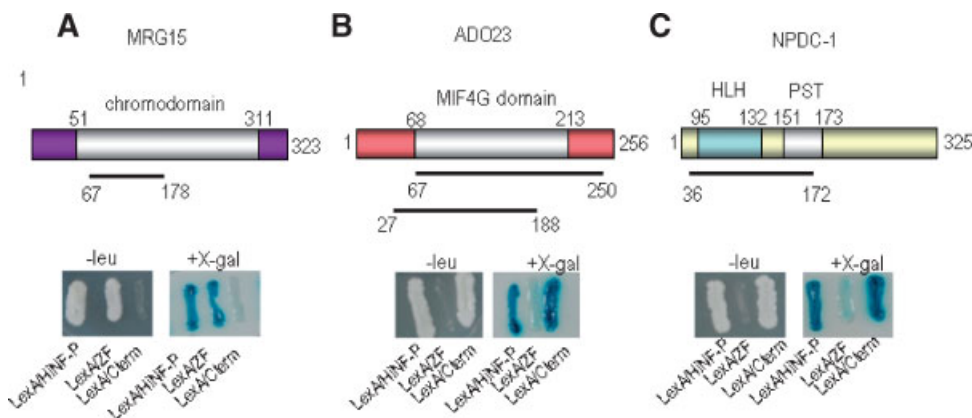 A
MRG15
1
chromodomain
51
311
323
67
178
-leu
+X-gal
LexA/HiNF-P
LexA/ZF
LexA/Cterm
LexA/HiNF-P
LexA/ZF
LexA/Cterm
B
ADO23
MIF4G domain
1
68
213
256
67
250
27
188
-leu
+X-gal
LexA/HiNF-P
LexA/ZF
LexA/Cterm
LexA/HiNF-P
LexA/ZF
LexA/Cterm
C
NPDC-1
HLH
PST
95
132
151
173
1
325
36
172
-leu
+X-gal
LexA/HiNF-P
LexA/ZF
LexA/Cterm
LexA/HiNF-P
LexA/ZF
LexA/Cterm